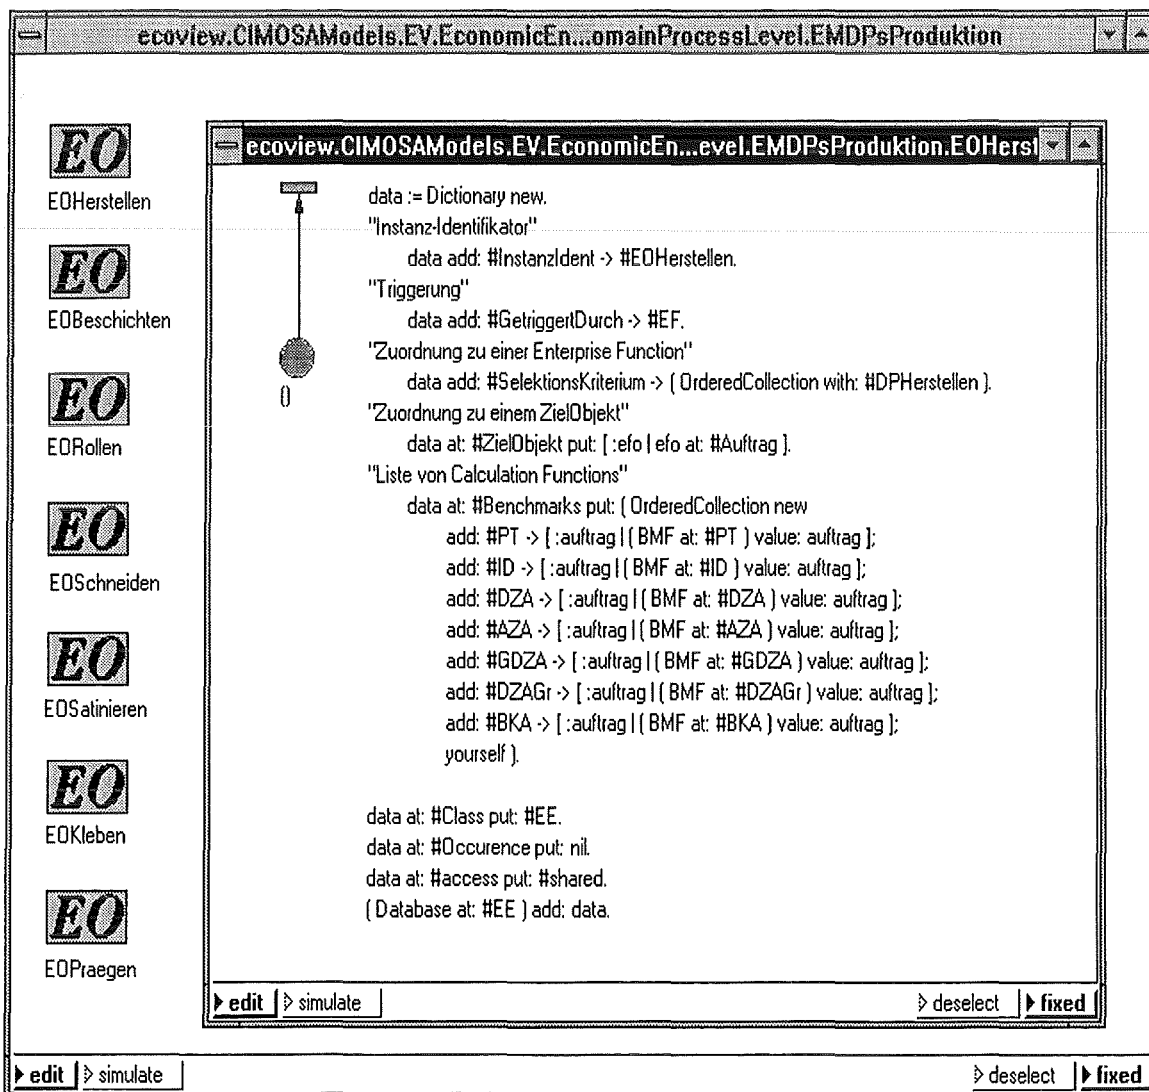 ecoview.CIMOSAModels.EV.EconomicEn...omainProcessLevel.EMDPsProduktion
EO
EOHerstellen
EO
EOBeschichten
EO
EORollen
EO
EOSchneiden
EO
EOSatinieren
EO
EOKleben
EO
EOPraegen
ecoview.CIMOSAModels.EV.EconomicEn...evel.EMDPsProduktion.EOHerst
()
data := Dictionary new.
"Instanz-Identifikator"
data add: #InstanzIdent -> #EOHerstellen.
"Triggerung"
data add: #GetriggertDurch -> #EF.
"Zuordnung zu einer Enterprise Function"
data add: #SelektionsKriterium -> ( OrderedCollection with: #DPHerstellen ).
"Zuordnung zu einem ZielObjekt"
data at: #ZielObjekt put: [ :efo | efo at: #Auftrag ].
"Liste von Calculation Functions"
data at: #Benchmarks put: ( OrderedCollection new
add: #PT -> [ :auftrag | ( BMF at: #PT ) value: auftrag ];
add: #ID -> [ :auftrag | ( BMF at: #ID ) value: auftrag ];
add: #DZA -> [ :auftrag | ( BMF at: #DZA ) value: auftrag ];
add: #AZA -> [ :auftrag | ( BMF at: #AZA ) value: auftrag ];
add: #GDZA -> [ :auftrag | ( BMF at: #GDZA ) value: auftrag ];
add: #DZAGr -> [ :auftrag | ( BMF at: #DZAGr ) value: auftrag ];
add: #BKA -> [ :auftrag | ( BMF at: #BKA ) value: auftrag ];
yourself ).
data at: #Class put: #EE.
data at: #Occurence put: nil.
data at: #access put: #shared.
( Database at: #EE ) add: data.
edit simulate deselect fixed
edit simulate deselect fixed